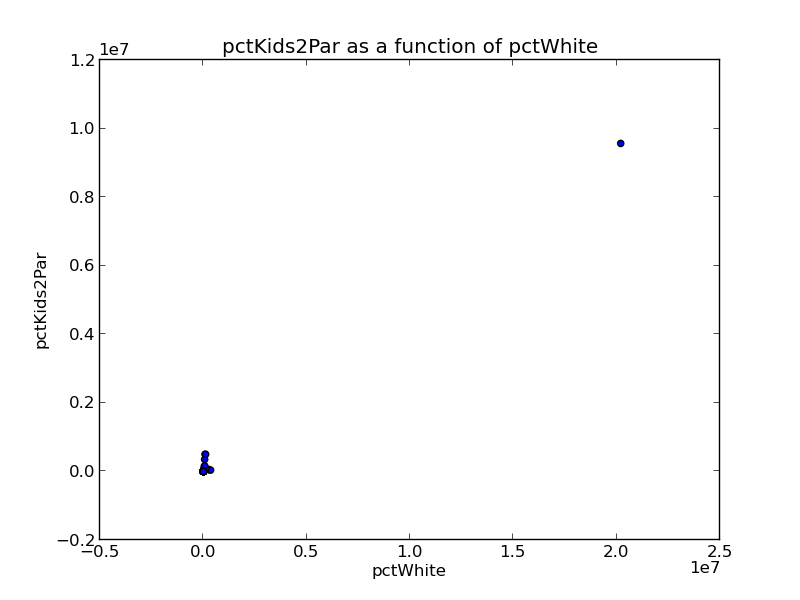 pctKids2Par as a function of pctWhite
1e7
1.2
1.0
0.8
0.6
0.4
0.2
0.0
−0.2
pctKids2Par
−0.5 0.0 0.5 1.0 1.5 2.0 2.5
1e7
pctWhite